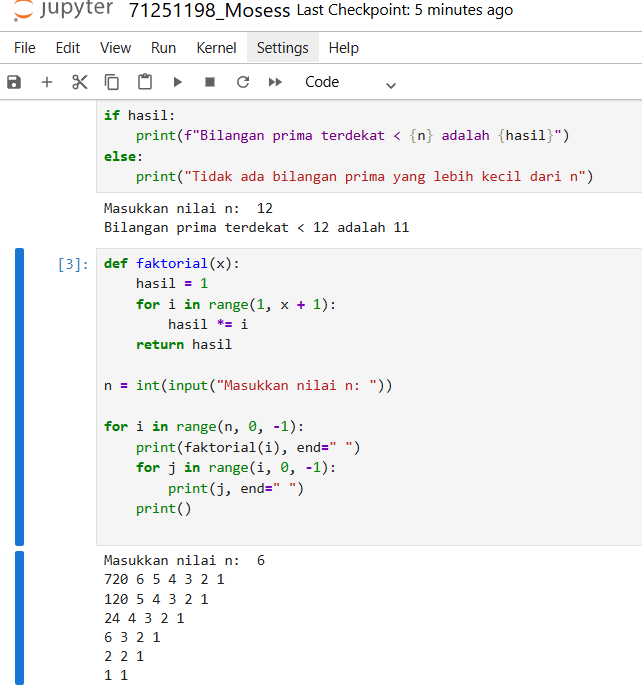 jupyter 71251198_Mosess Last Checkpoint: 5 minutes ago
File Edit View Run Kernel Settings Help
Code
if hasil:
    print(f"Bilangan prima terdekat < {n} adalah {hasil}")
else:
    print("Tidak ada bilangan prima yang lebih kecil dari n")
Masukkan nilai n:  12
Bilangan prima terdekat < 12 adalah 11
[3]:
def faktorial(x):
    hasil = 1
    for i in range(1, x + 1):
        hasil *= i
    return hasil
n = int(input("Masukkan nilai n: "))
for i in range(n, 0, -1):
    print(faktorial(i), end=" ")
    for j in range(i, 0, -1):
        print(j, end=" ")
    print()
Masukkan nilai n:  6
720 6 5 4 3 2 1
120 5 4 3 2 1
24 4 3 2 1
6 3 2 1
2 2 1
1 1